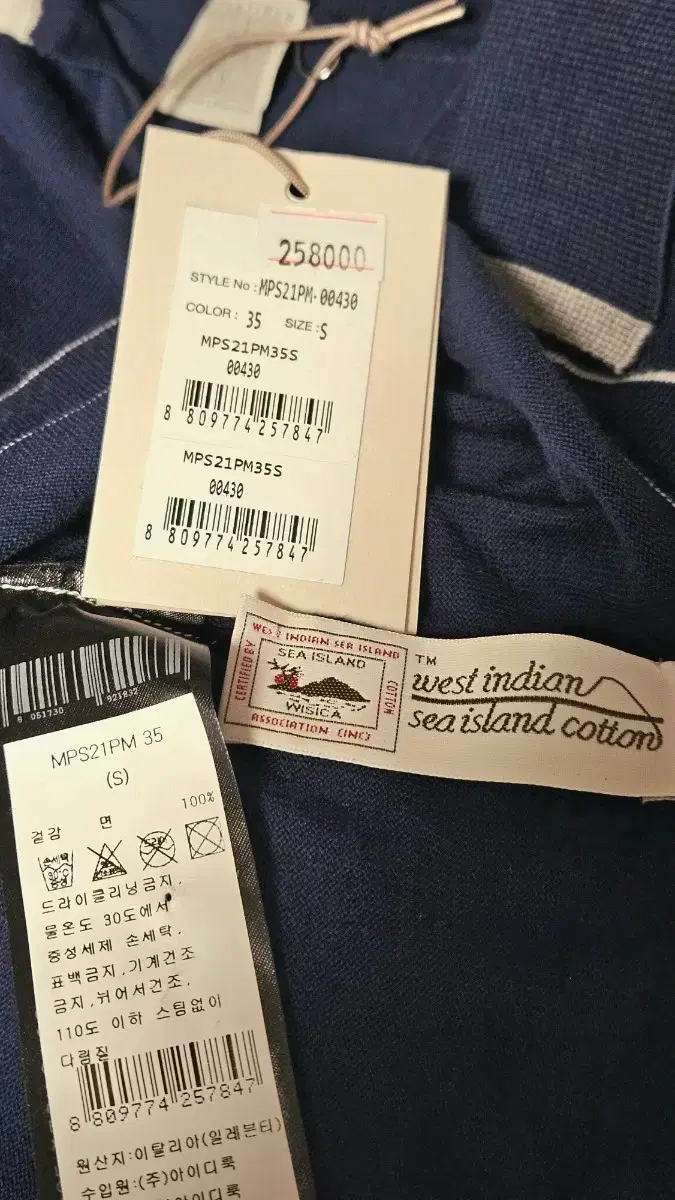 258000
STYLE No : MPS21PM-00430
COLOR : 35 SIZE : S
MPS21PM35S
00430
8 809774 257847
MPS21PM35S
00430
8 809774 257847
WEST INDIAN SEA ISLAND
CERTIFIED BY
SEA ISLAND
WISICA
COTTON
ASSOCIATION (INC)
TM
west indian
sea island cotton
051730 921832
MPS21PM 35
(S)
100%
겉감 면
드라이클리닝금지.
물온도 30도에서
중성세제 손세탁.
표백금지.기계건조
금지.뉘어서건조.
110도 이하 스팀없이
다림질
8 809774 257847
원산지:이탈리아(일레븐티)
수입원:(주)아이디룩